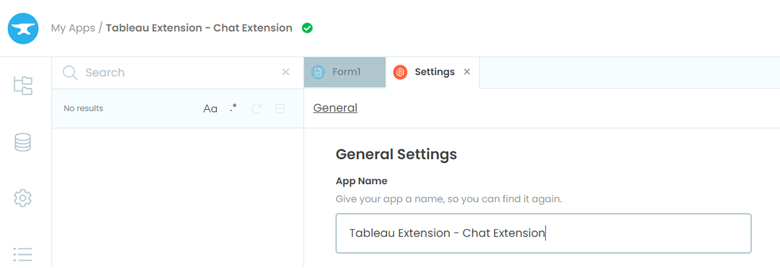 My Apps / Tableau Extension - Chat Extension
Search
Form1
Settings
No results
Aa
.*
General
General Settings
App Name
Give your app a name, so you can find it again.
Tableau Extension - Chat Extension